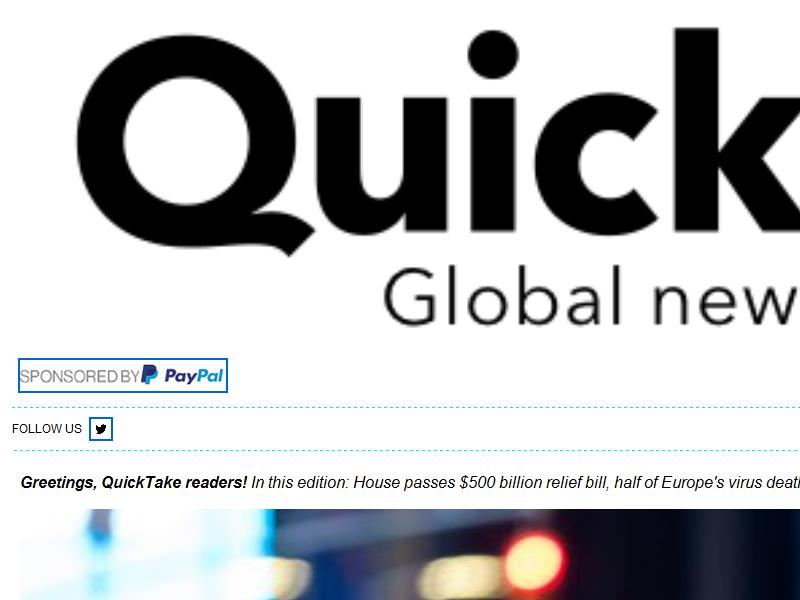 Quick
Global new
SPONSORED BY PayPal
FOLLOW US
Greetings, QuickTake readers! In this edition: House passes $500 billion relief bill, half of Europe's virus deat